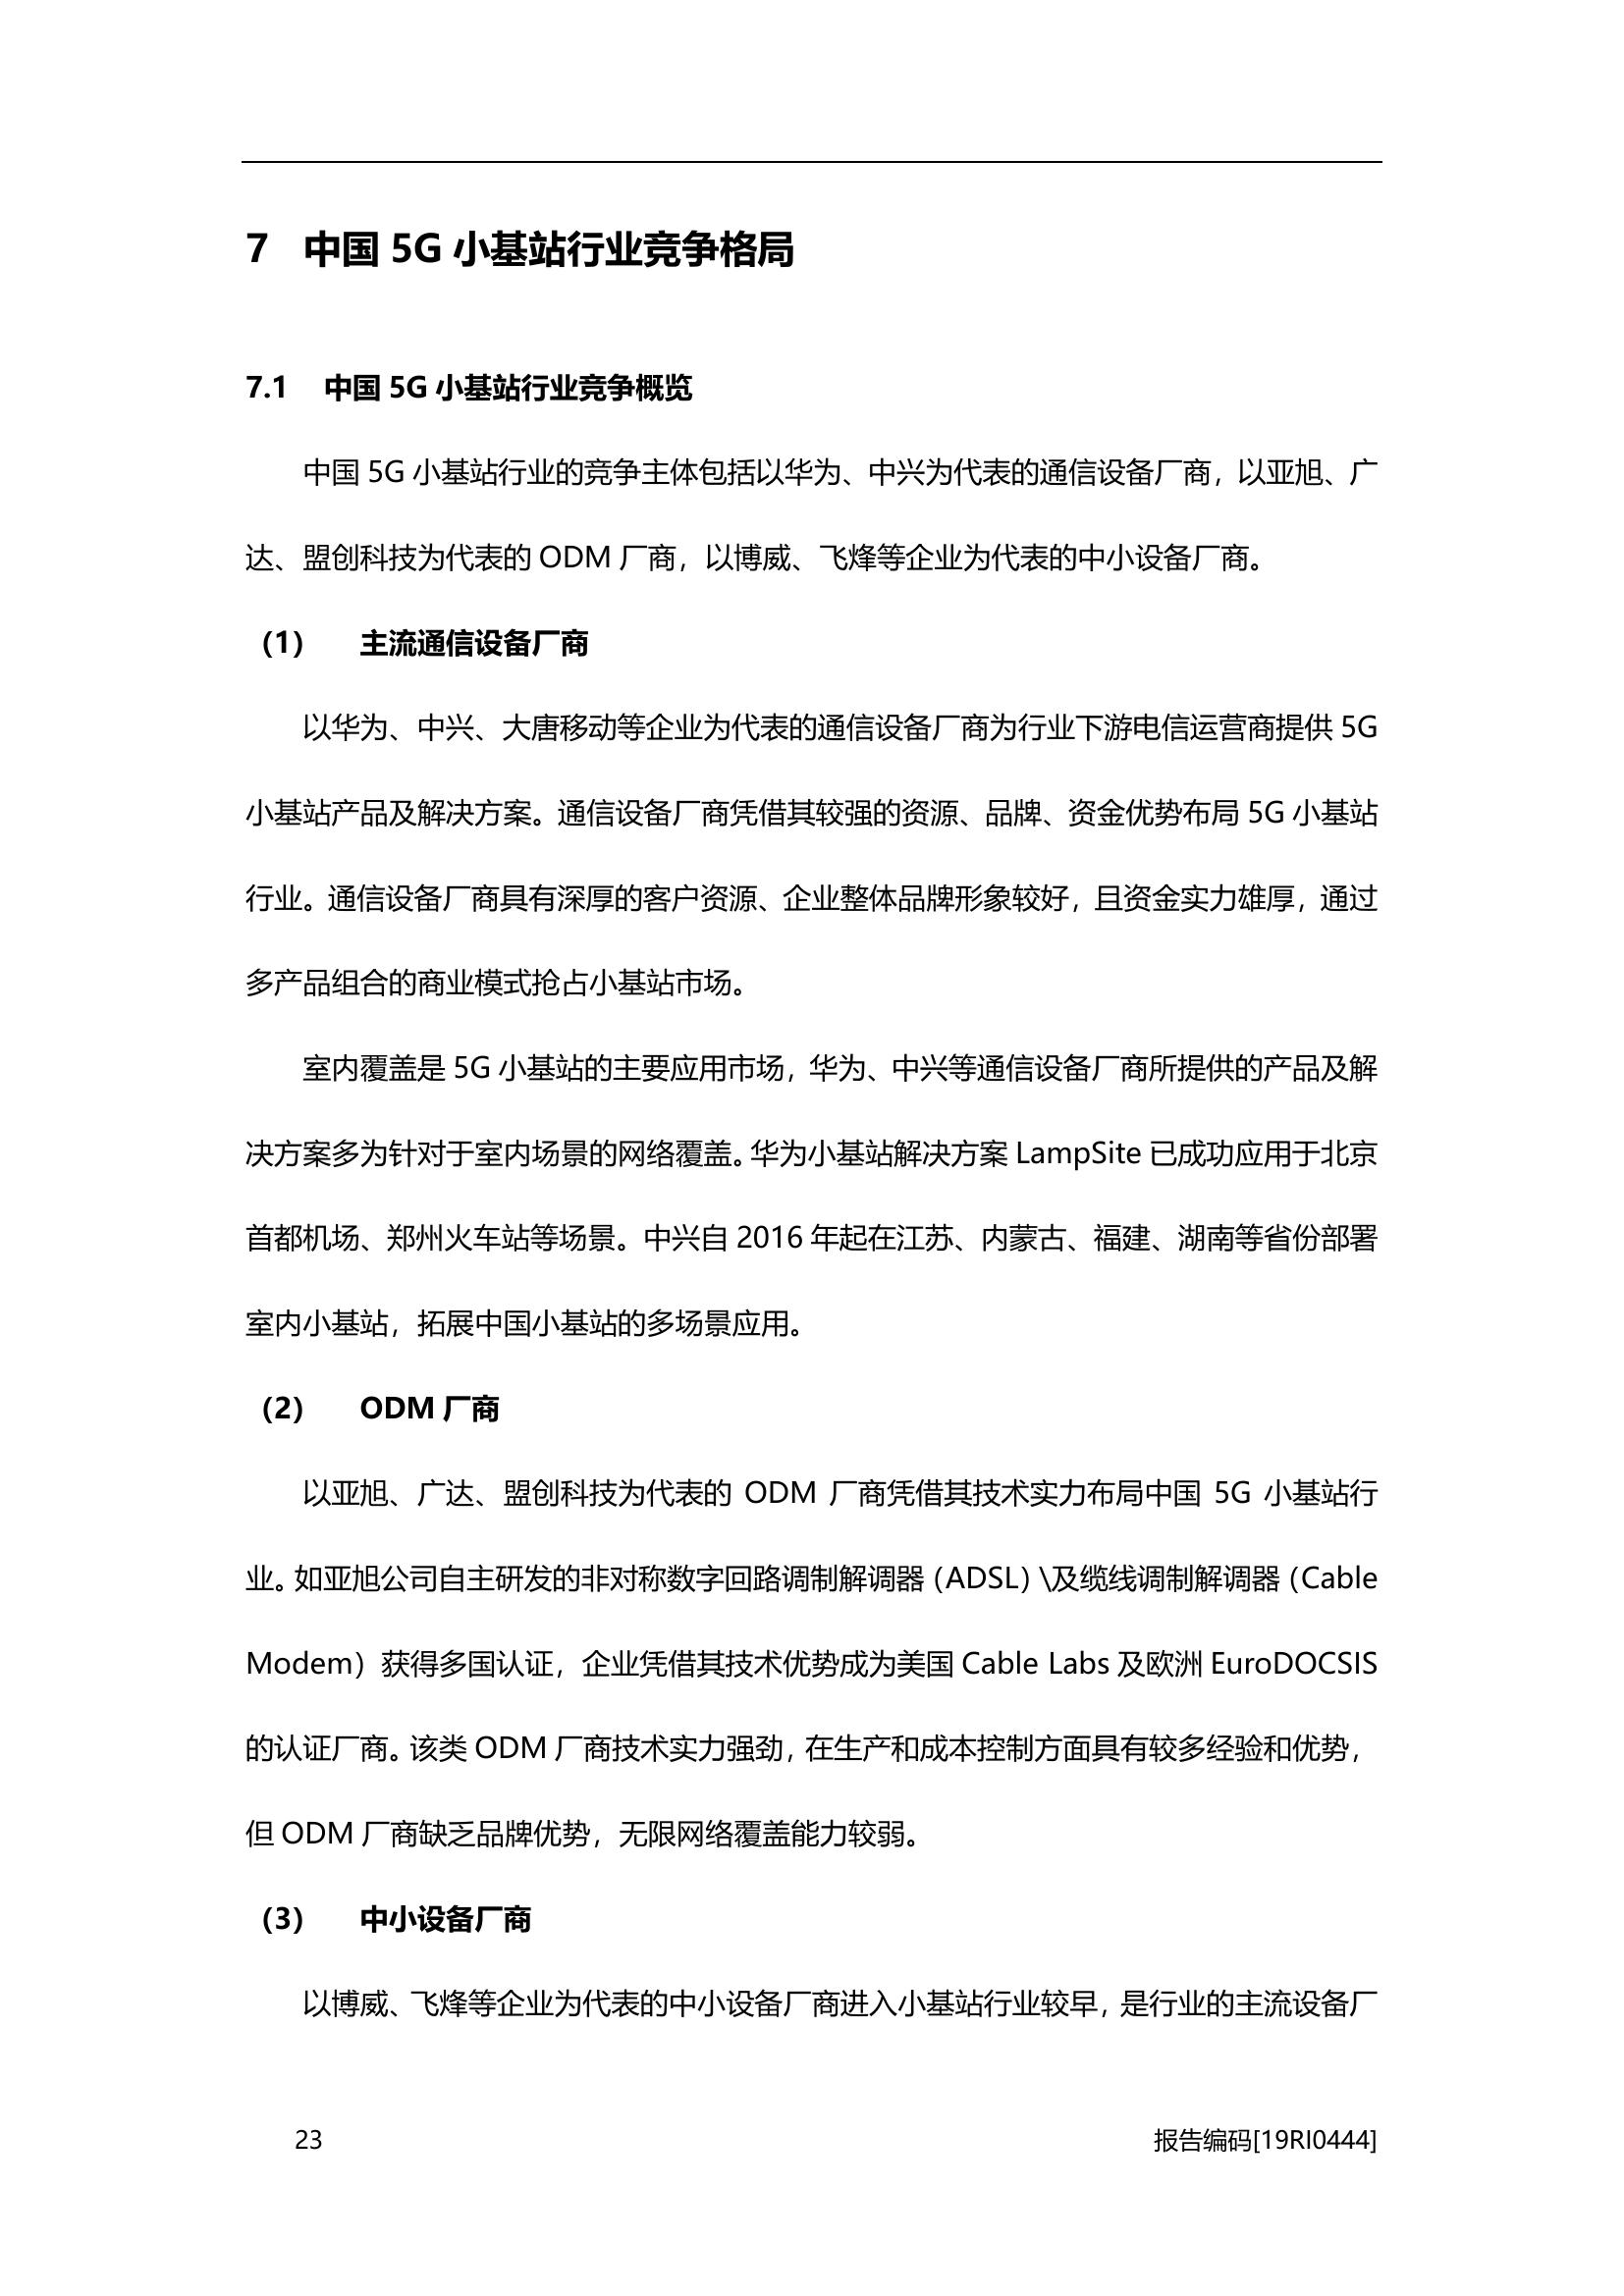 7 中国 5G 小基站行业竞争格局
7.1 中国 5G 小基站行业竞争概览
中国 5G 小基站行业的竞争主体包括以华为、中兴为代表的通信设备厂商，以亚旭、广
达、盟创科技为代表的 ODM 厂商，以博威、飞烽等企业为代表的中小设备厂商。
（1） 主流通信设备厂商
以华为、中兴、大唐移动等企业为代表的通信设备厂商为行业下游电信运营商提供 5G
小基站产品及解决方案。通信设备厂商凭借其较强的资源、品牌、资金优势布局 5G 小基站
行业。通信设备厂商具有深厚的客户资源、企业整体品牌形象较好，且资金实力雄厚，通过
多产品组合的商业模式抢占小基站市场。
室内覆盖是 5G 小基站的主要应用市场，华为、中兴等通信设备厂商所提供的产品及解
决方案多为针对于室内场景的网络覆盖。华为小基站解决方案 LampSite 已成功应用于北京
首都机场、郑州火车站等场景。中兴自 2016 年起在江苏、内蒙古、福建、湖南等省份部署
室内小基站，拓展中国小基站的多场景应用。
（2） ODM 厂商
以亚旭、广达、盟创科技为代表的 ODM 厂商凭借其技术实力布局中国 5G 小基站行
业。如亚旭公司自主研发的非对称数字回路调制解调器（ADSL）\及缆线调制解调器（Cable
Modem）获得多国认证，企业凭借其技术优势成为美国 Cable Labs 及欧洲 EuroDOCSIS
的认证厂商。该类 ODM 厂商技术实力强劲，在生产和成本控制方面具有较多经验和优势，
但 ODM 厂商缺乏品牌优势，无限网络覆盖能力较弱。
（3） 中小设备厂商
以博威、飞烽等企业为代表的中小设备厂商进入小基站行业较早，是行业的主流设备厂
23 报告编码[19RI0444]